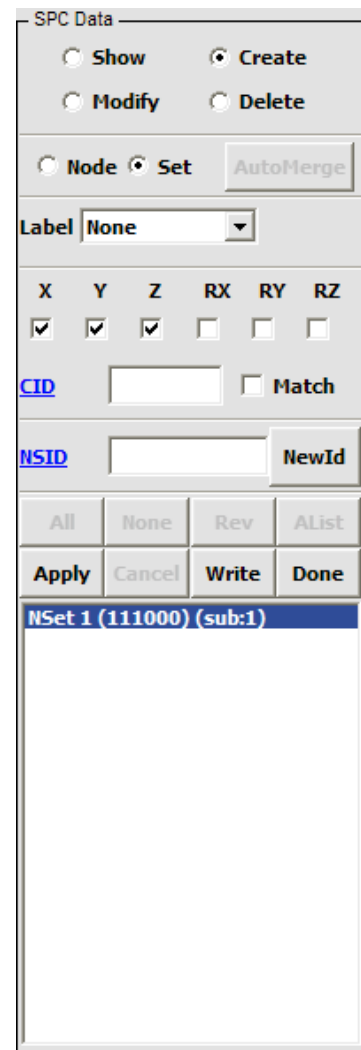 SPC Data
Show Create
Modify Delete
Node Set AutoMerge
Label None
X Y Z RX RY RZ
CID Match
NSID NewId
All None Rev AList
Apply Cancel Write Done
NSet 1 (111000) (sub:1)